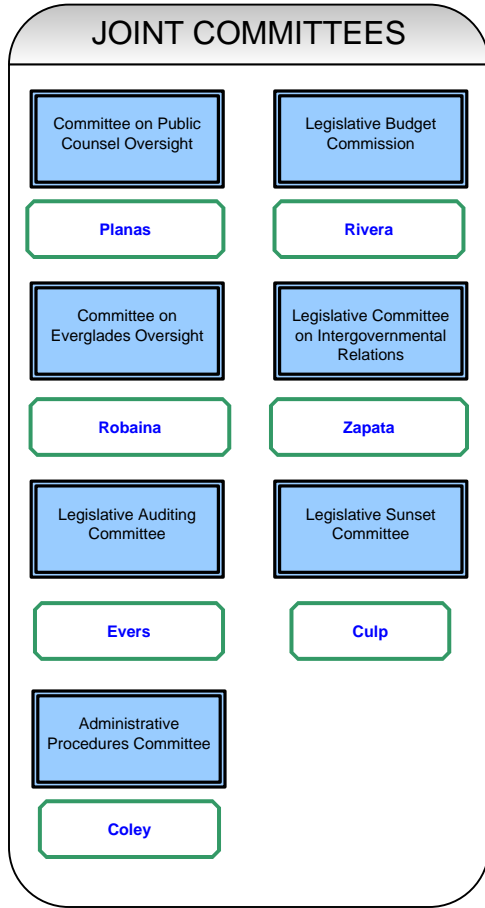 JOINT COMMITTEES
Committee on Public
Counsel Oversight
Planas
Legislative Budget
Commission
Rivera
Committee on
Everglades Oversight
Robaina
Legislative Committee
on Intergovernmental
Relations
Zapata
Legislative Auditing
Committee
Evers
Legislative Sunset
Committee
Culp
Administrative
Procedures Committee
Coley